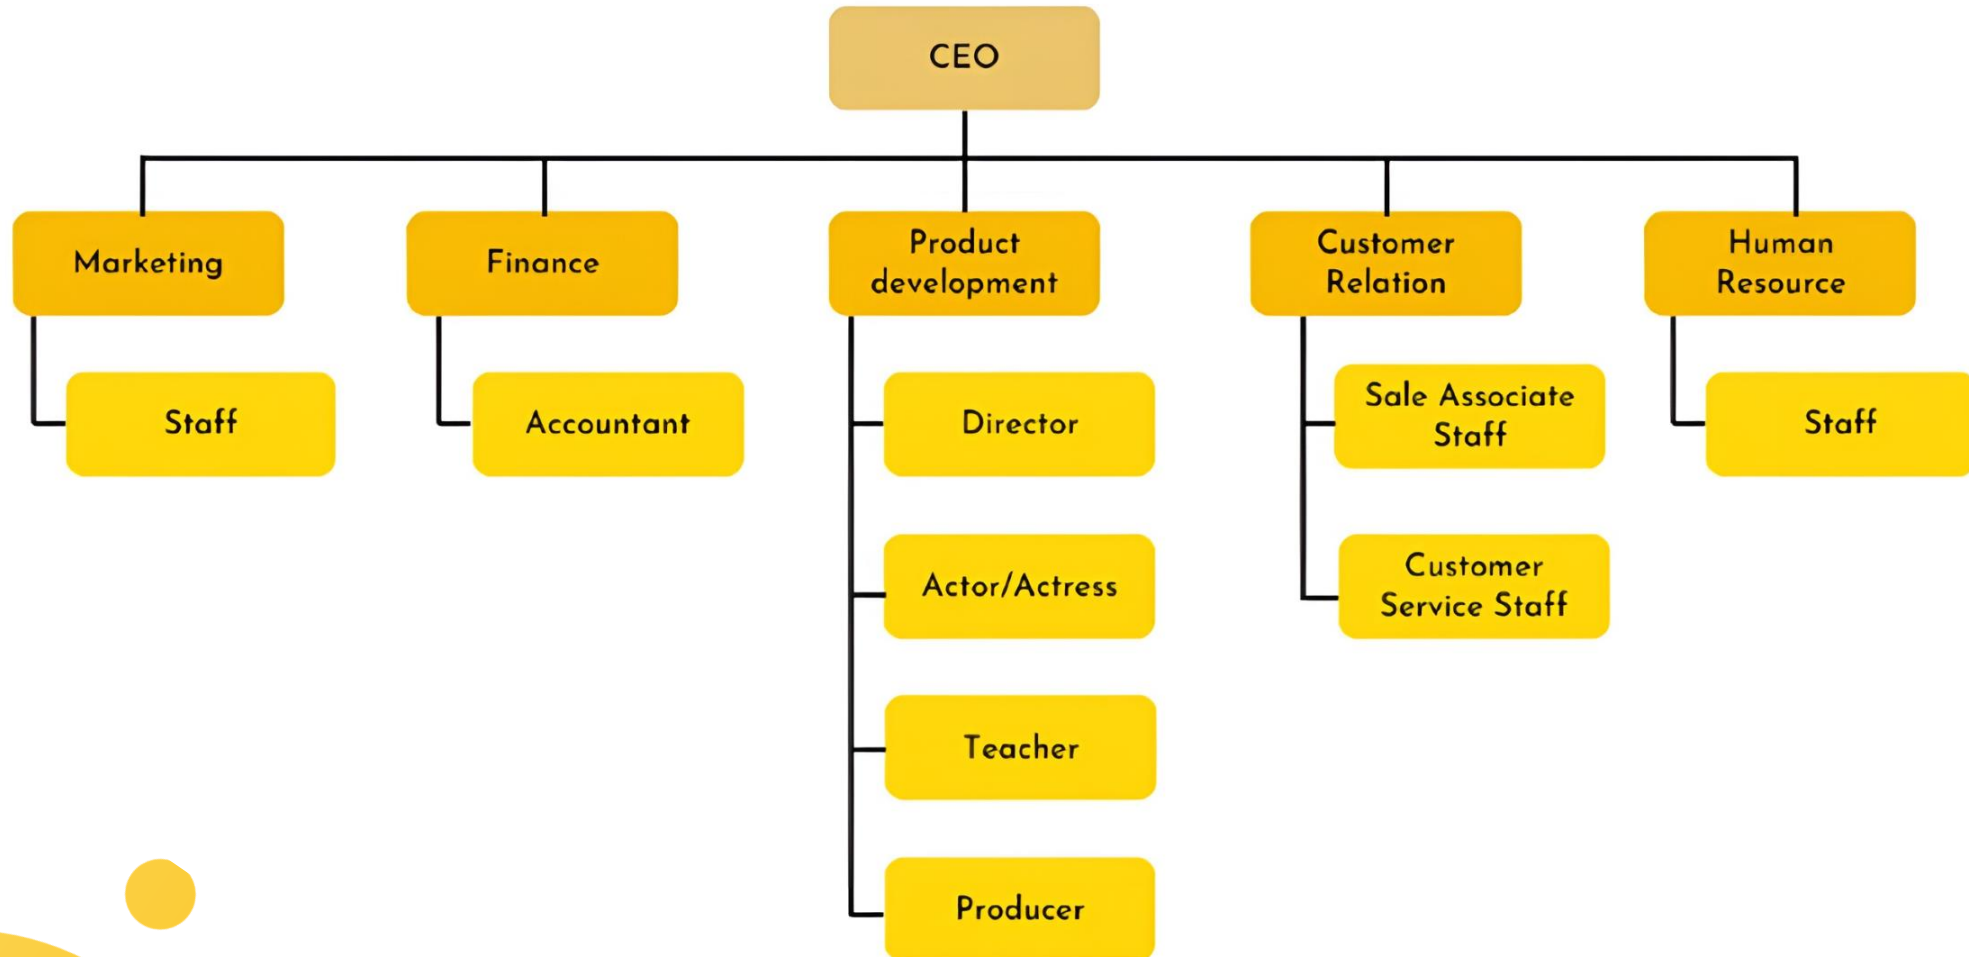 CEO
Marketing
Finance
Product
development
Customer
Relation
Human
Resource
Staff
Accountant
Director
Sale Associate
Staff
Staff
Actor/Actress
Customer
Service Staff
Teacher
Producer